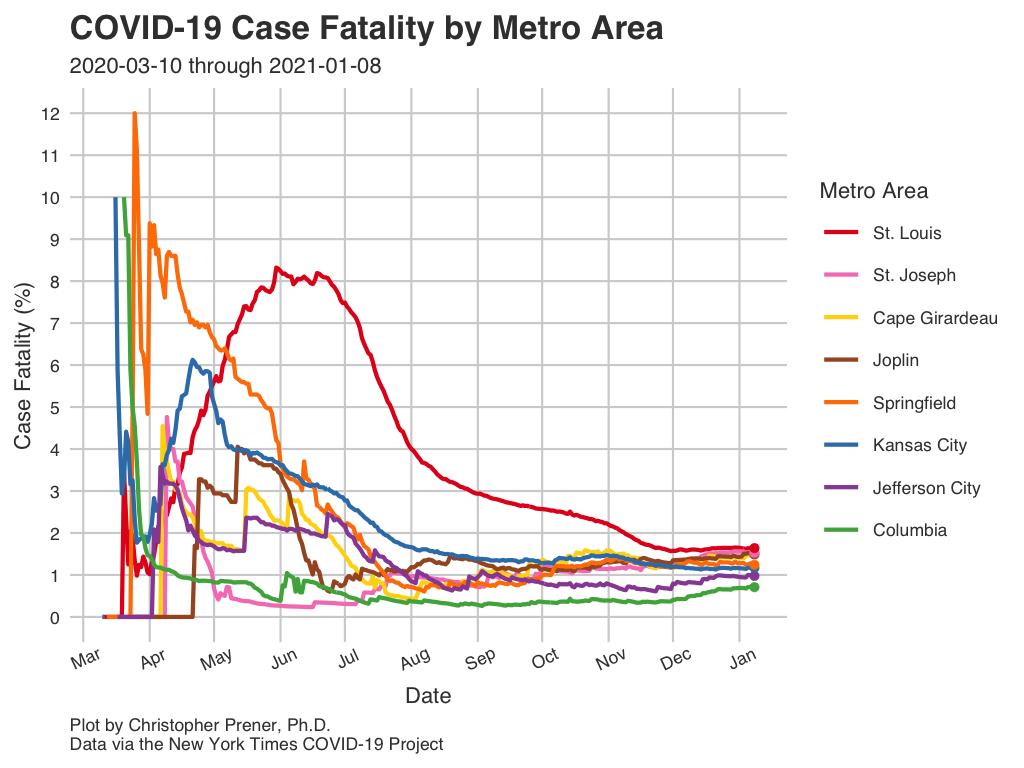 COVID-19 Case Fatality by Metro Area
2020-03-10 through 2021-01-08
Case Fatality (%)
12
11
10
9
8
7
6
5
4
3
2
1
0
Mar
Apr
May
Jun
Jul
Aug
Sep
Oct
Nov
Dec
Jan
Date
Metro Area
St. Louis
St. Joseph
Cape Girardeau
Joplin
Springfield
Kansas City
Jefferson City
Columbia
Plot by Christopher Prener, Ph.D.
Data via the New York Times COVID-19 Project